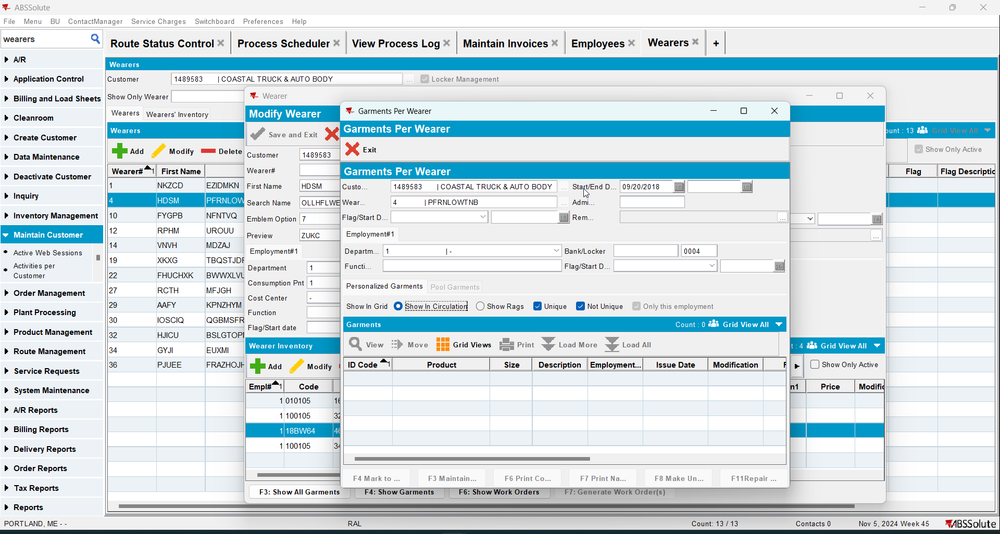 ABSSolute
File Menu BU ContactManager Service Charges Switchboard Preferences Help
wearers
Route Status Control Process Scheduler View Process Log Maintain Invoices Employees Wearers +
A/R
Application Control
Billing and Load Sheets
Cleanroom
Create Customer
Data Maintenance
Deactivate Customer
Inquiry
Inventory Management
Maintain Customer
Active Web Sessions
Activities per
Customer
Order Management
Plant Processing
Product Management
Route Management
Service Requests
System Maintenance
A/R Reports
Billing Reports
Delivery Reports
Order Reports
Tax Reports
Reports
Wearers
Customer 1489583 | COASTAL TRUCK & AUTO BODY ... Locker Management
Show Only Wearer
Wearers Wearers' Inventory
Wearers
ount : 13 Grid View All
Add Modify Delete
Show Only Active
Wearer# 1 First Name
Flag Flag Descriptio
1 NKZCD EZIDMKN
4 HDSM PFRNLOW
10 FYGPB NFNTVQ
12 RPHM UROUU
14 VNVH MDZAJ
19 XKXG TBQSTJDF
22 FHUCHXK BWWXLVU
27 RCTH MFJGH
29 AAFY KPNZHYM
30 IOSCIQ QGBMSFR
32 HJICU BSLGTOPI
34 GYJI EUXMI
36 PJUEE FRAZHOJH
Wearer
Modify Wearer
Save and Exit
Customer 1489583
Wearer#
First Name HDSM
Search Name OLLHFLWE
Emblem Option 7
Preview ZUKC
...
Employment#1
Department 1
Consumption Pnt 1
Cost Center -
Function
Flag/Start date
Wearer Inventory
t : 4 Grid View All
Add Modify
Show Only Active
Empl# 1 Code
n1 Price Modific
1 010105 16
1 100105 32
1 18BW64 46
1 100105 34
F3: Show All Garments F4: Show Garments F6: Show Work Orders F7: Generate Work Order(s)
Garments Per Wearer
Garments Per Wearer
Exit
Garments Per Wearer
Custo... 1489583 | COASTAL TRUCK & AUTO BODY ... Start/End D... 09/20/2018 16 16
Wear... 4 | PFRNLOWTNB ... Admi...
Flag/Start D... 16 Rem... ...
Employment#1
Departm... 1 | - Bank/Locker 0004
Functi... Flag/Start D... 16
Personalized Garments Pool Garments
Show In Grid Show In Circulation Show Rags Unique Not Unique Only this employment
Garments Count : 0 Grid View All
View Move Grid Views Print Load More Load All
ID Code 1 Product Size Description Employment... Issue Date Modification F
F4 Mark to ... F3 Maintain... F6 Print Co... F7 Print Na... F8 Make Un... F11Repair ...
PORTLAND, ME - - RAL Count: 13 / 13 Contacts 0 Nov 5, 2024 Week 45 ABSSolute